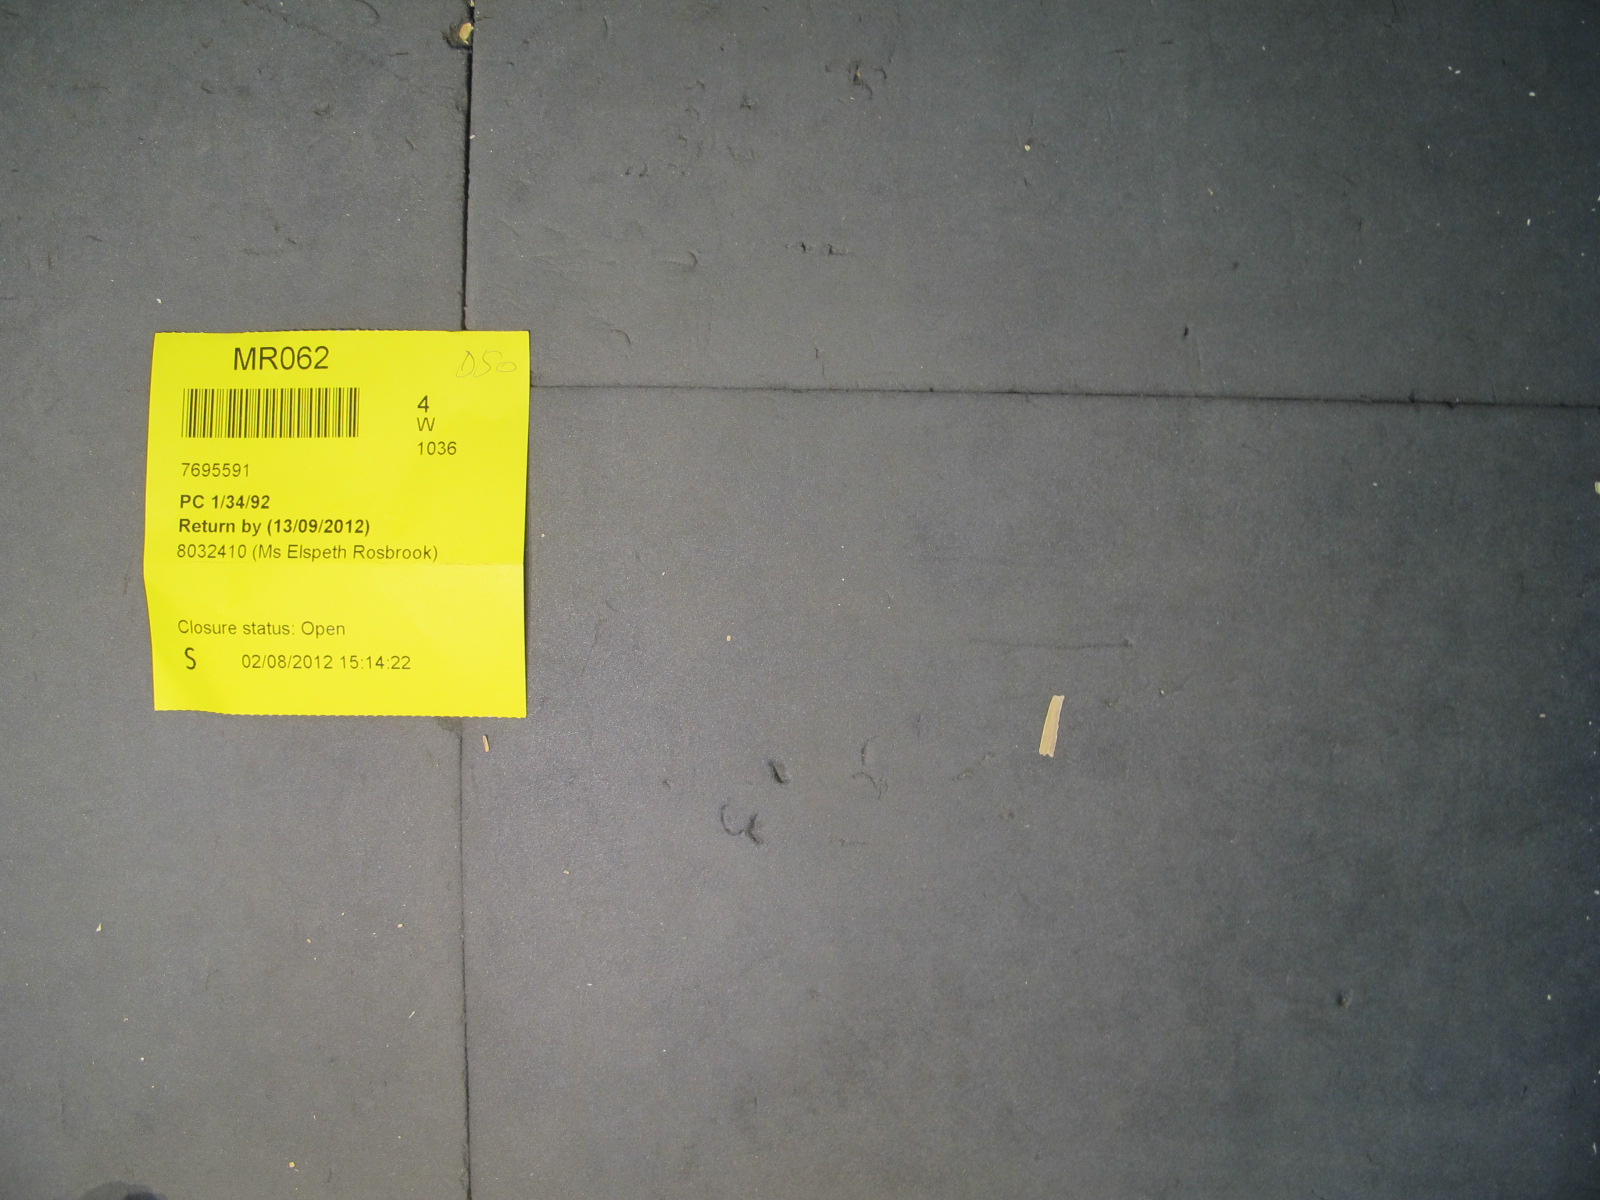 MR062
DSo
4
W
1036
7695591
PC 1/34/92
Return by (13/09/2012)
8032410 (Ms Elspeth Rosbrook)
Closure status: Open
S 02/08/2012 15:14:22